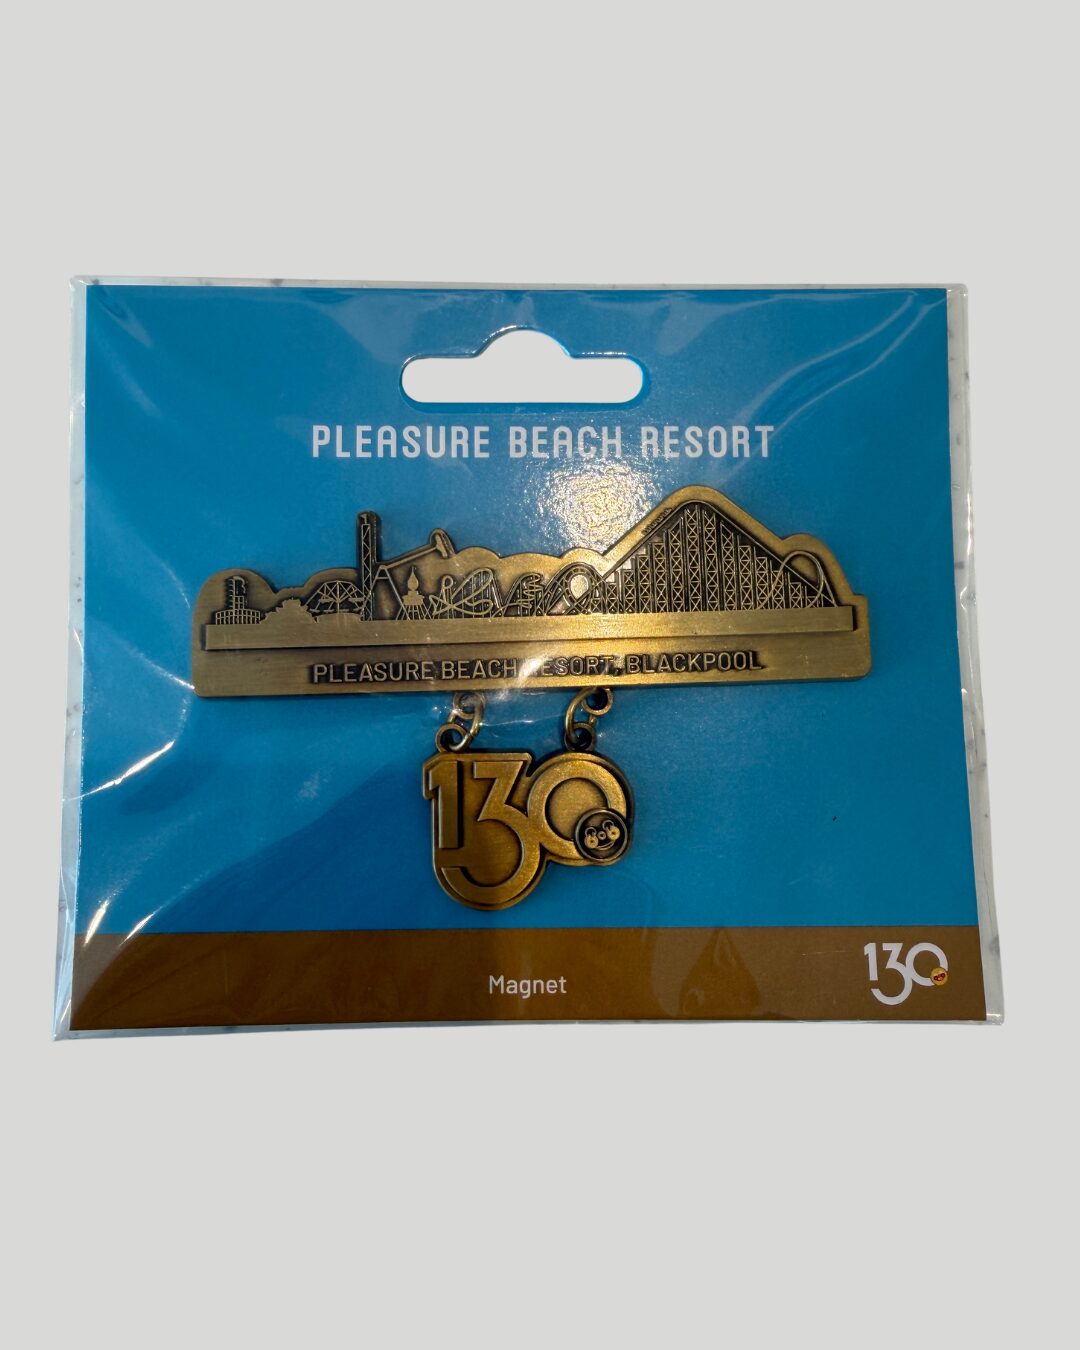 PLEASURE BEACH RESORT
PLEASURE BEACH RESORT, BLACKPOOL
130
Magnet
130